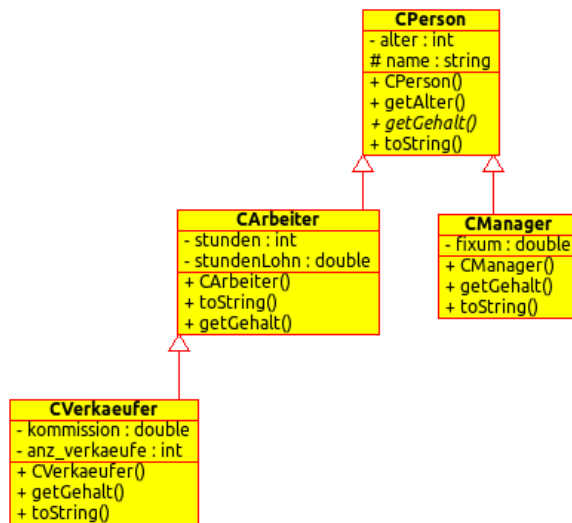 CPerson
- alter : int
# name : string
+ CPerson()
+ getAlter()
+ getGehalt()
+ toString()
CArbeiter
- stunden : int
- stundenLohn : double
+ CArbeiter()
+ toString()
+ getGehalt()
CManager
- fixum : double
+ CManager()
+ getGehalt()
+ toString()
CVerkaeufer
- kommission : double
- anz_verkaeufe : int
+ CVerkaeufer()
+ getGehalt()
+ toString()